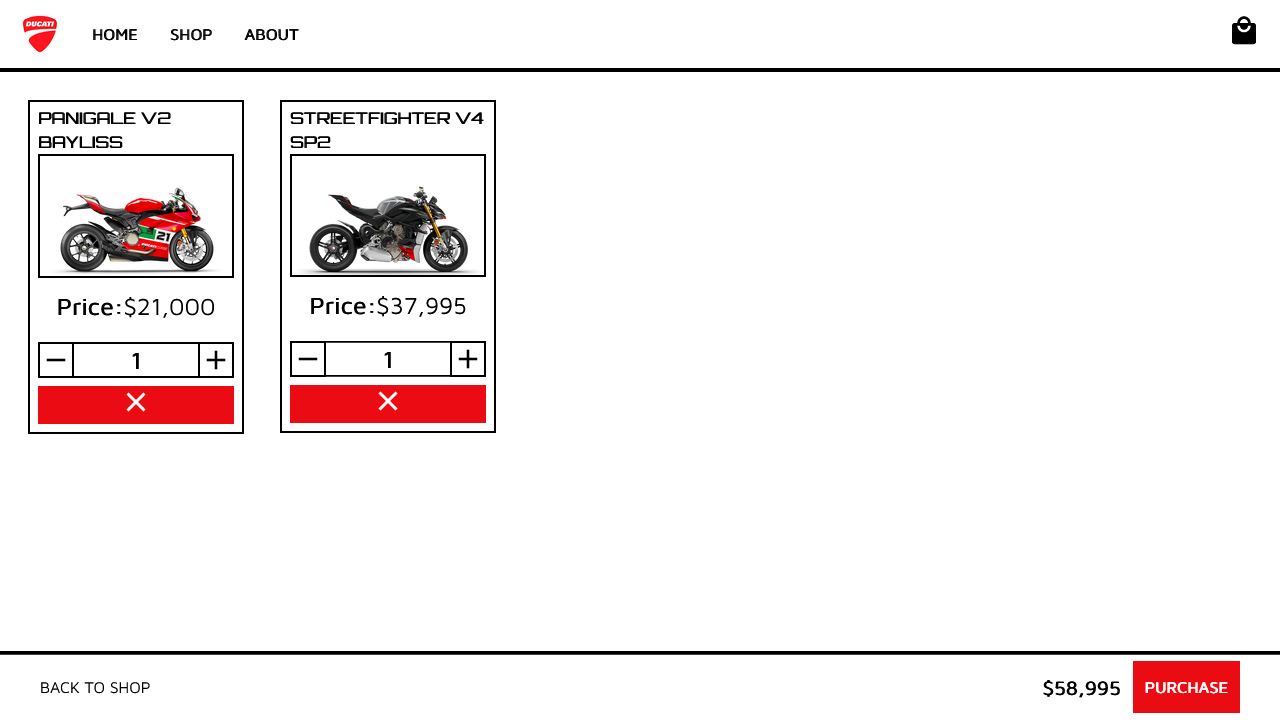 DUCATI
HOME SHOP ABOUT
PANIGALE V2
BAYLISS
21
Price:$21,000
1
STREETFIGHTER V4
SP2
Price:$37,995
1
BACK TO SHOP
$58,995 PURCHASE